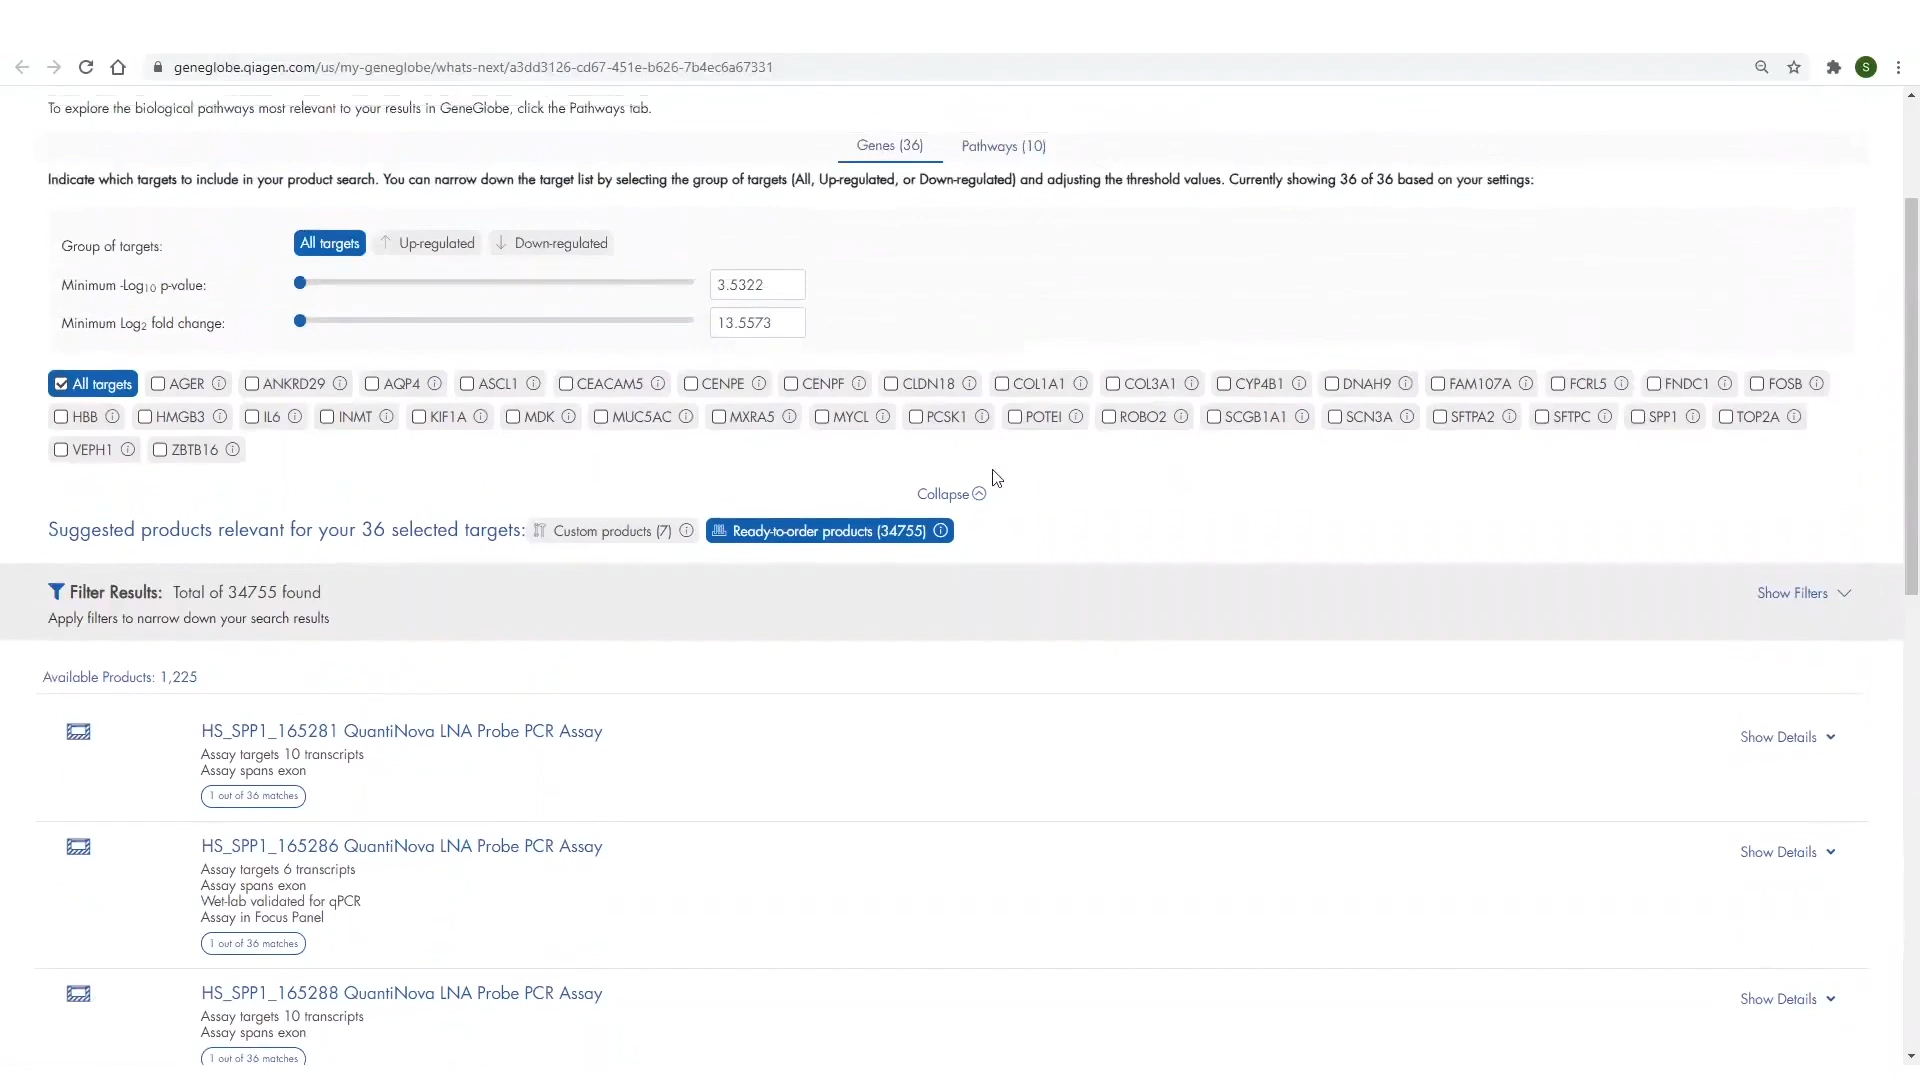 geneglobe.qiagen.com/us/my-geneglobe/whats-next/a3dd3126-cd67-451e-b626-7b4ec6a67331
S
To explore the biological pathways most relevant to your results in GeneGlobe, click the Pathways tab.
Genes (36) Pathways (10)
Indicate which targets to include in your product search. You can narrow down the target list by selecting the group of targets (All, Up-regulated, or Down-regulated) and adjusting the threshold values. Currently showing 36 of 36 based on your settings:
Group of targets: All targets Up-regulated Down-regulated
Minimum -Log10 p-value: 3.5322
Minimum Log2 fold change: 13.5573
All targets AGER ANKRD29 AQP4 ASCL1 CEACAM5 CENPE CENPF CLDN18 COL1A1 COL3A1 CYP4B1 DNAH9 FAM107A FCRL5 FNDC1 FOSB
HBB HMGB3 IL6 INMT KIF1A MDK MUC5AC MXRA5 MYCL PCSK1 POTEI ROBO2 SCGB1A1 SCN3A SFTPA2 SFTPC SPP1 TOP2A
VEPH1 ZBTB16
Collapse
Suggested products relevant for your 36 selected targets: Custom products (7) Ready-to-order products (34755)
Filter Results: Total of 34755 found Show Filters
Apply filters to narrow down your search results
Available Products: 1,225
HS_SPP1_165281 QuantiNova LNA Probe PCR Assay Show Details
Assay targets 10 transcripts
Assay spans exon
1 out of 36 matches
HS_SPP1_165286 QuantiNova LNA Probe PCR Assay Show Details
Assay targets 6 transcripts
Assay spans exon
Wet-lab validated for qPCR
Assay in Focus Panel
1 out of 36 matches
HS_SPP1_165288 QuantiNova LNA Probe PCR Assay Show Details
Assay targets 10 transcripts
Assay spans exon
1 out of 36 matches